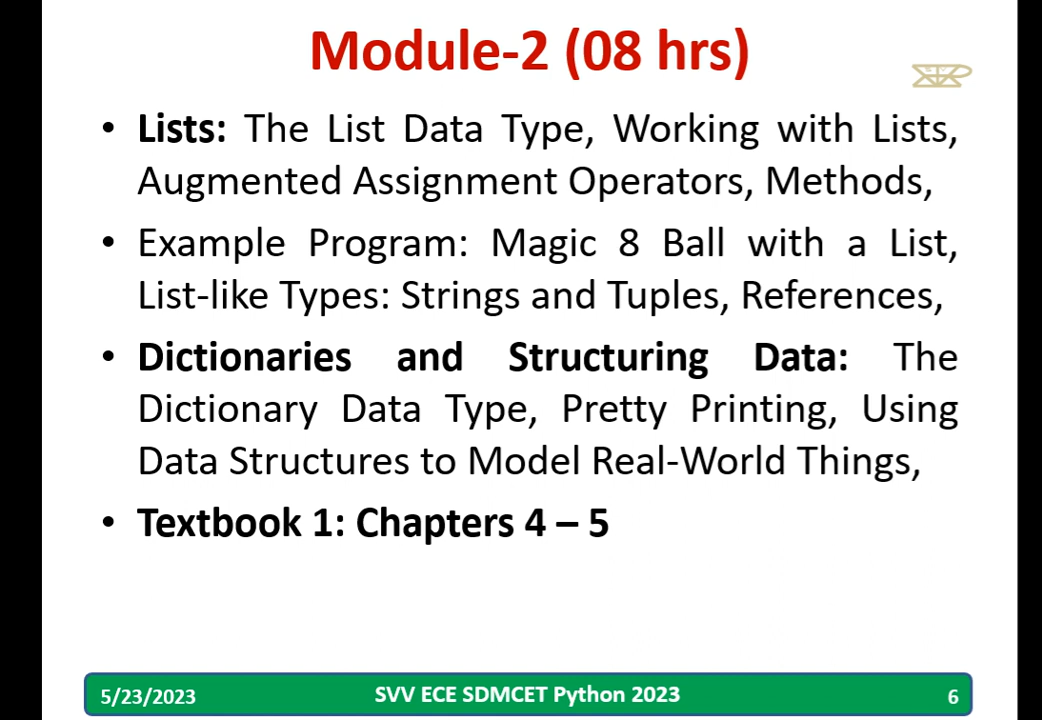 Module-2 (08 hrs)
• Lists: The List Data Type, Working with Lists,
Augmented Assignment Operators, Methods,
• Example Program: Magic 8 Ball with a List,
List-like Types: Strings and Tuples, References,
• Dictionaries and Structuring Data: The
Dictionary Data Type, Pretty Printing, Using
Data Structures to Model Real-World Things,
• Textbook 1: Chapters 4 – 5
5/23/2023 SVV ECE SDMCET Python 2023 6